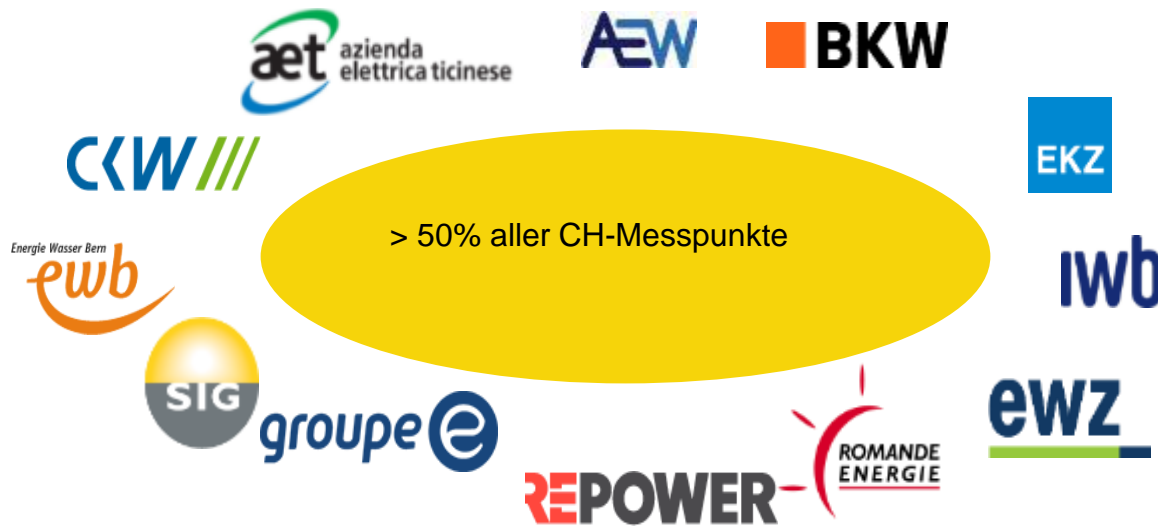 aet azienda
elettrica ticinese
AEW
BKW
CKW
EKZ
> 50% aller CH-Messpunkte
Energie Wasser Bern
ewb
iwb
SIG
groupe e
ewz
ROMANDE
ENERGIE
REPOWER